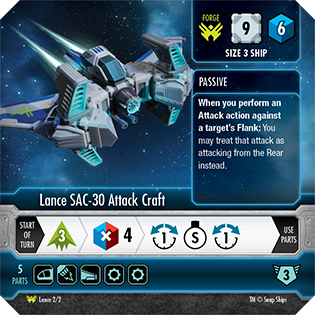 FORGE
9
6
SIZE 3 SHIP
PASSIVE
When you perform an
Attack action against
a target's Flank: You
may treat that attack as
attacking from the Rear
instead.
Lance SAC-30 Attack Craft
START OF TURN
3
4
1
S
1
USE PARTS
5
PARTS
3
Lance 2/2
TM © Snap Ships